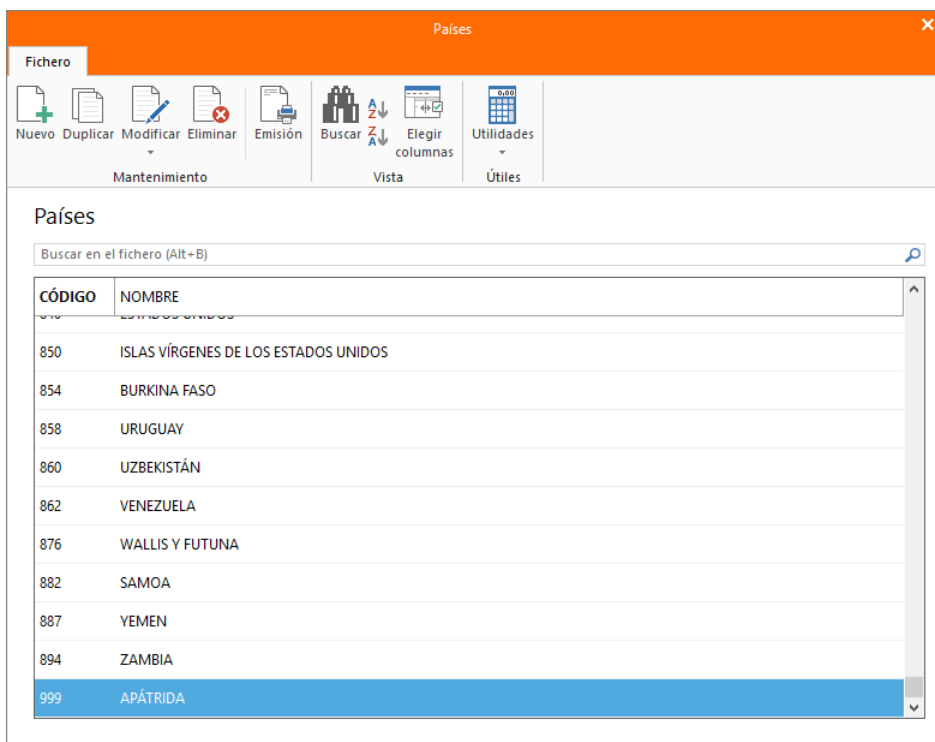 Países
Fichero
Nuevo Duplicar Modificar Eliminar Emisión Buscar Elegir columnas Utilidades
Mantenimiento Vista Útiles
Países
Buscar en el fichero (Alt+B)
CÓDIGO NOMBRE
850 ISLAS VÍRGENES DE LOS ESTADOS UNIDOS
854 BURKINA FASO
858 URUGUAY
860 UZBEKISTÁN
862 VENEZUELA
876 WALLIS Y FUTUNA
882 SAMOA
887 YEMEN
894 ZAMBIA
999 APÁTRIDA